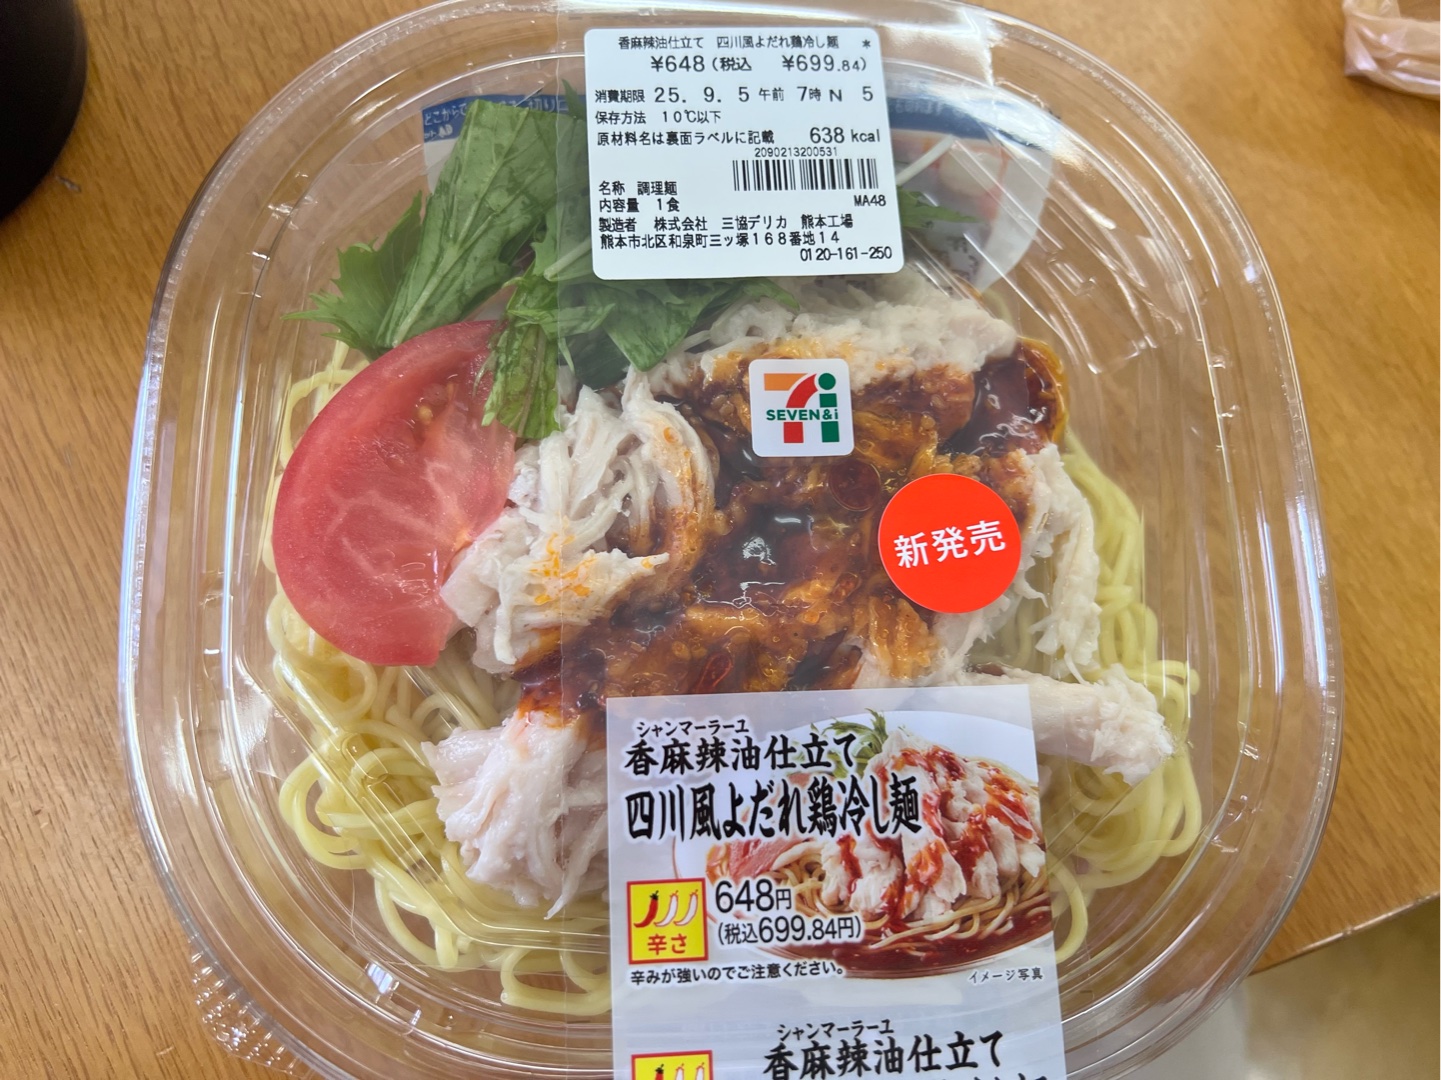 香麻辣油仕立て 四川風よだれ鶏冷し麺 *
¥648(税込 ¥699.84)
消費期限 25. 9. 5 午前 7時 N 5
保存方法 10℃以下
原材料名は裏面ラベルに記載 638 kcal
2090213200531
名称 調理麺
内容量 1食 MA48
製造者 株式会社 三協デリカ 熊本工場
熊本市北区和泉町三ッ塚168番地14
0120-161-250
SEVEN&i
新発売
シャンマーラーユ
香麻辣油仕立て
四川風よだれ鶏冷し麺
辛さ
648円
(税込699.84円)
辛みが強いのでご注意ください。
イメージ写真
シャンマーラーユ
香麻辣油仕立て